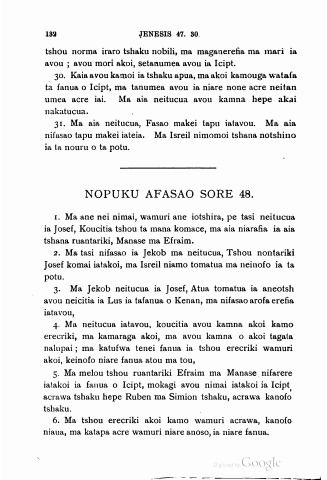 132 JENESIS 47. 30.
tshou norma iraro tshaku nobili, ma maganerefia ma mari ia
avou ; avou mori akoi, setanumea avou ia Icipt.
30. Kaia avou kamoi ia tshaku apua, ma akoi kamouga watafa
ta fanua o Icipt, ma tanumea avou ia niare none acre neitan
umea acre iai. Ma aia neitucua avou kamna hepe akai
nakatucua.
31. Ma aia neitucua, Fasao makei tapu iatavou. Ma aia
nifasao tapu makei iateia. Ma Isreil nimomoi tshana notshino
ia ta nouru o ta potu.
NOPUKU AFASAO SORE 48.
1. Ma ane nei nimai, wamuri ane iotshira, pe tasi neitucua
ia Josef, Koucitia tshou ta mana komace, ma aia niarafia ia aia
tshana ruantariki, Manase ma Efraim.
2. Ma tasi nifasao ia Jekob ma neitucua, Tshou nontariki
Josef komai iatakoi, ma Isreil niamo tomatua ma neinofo ia ta
potu.
3. Ma Jekob neitucua ia Josef, Atua tomatua ia aneotsh
avou neicitia ia Lus ia tafanua o Kenan, ma nifasao arofa erefia
iatavou,
4. Ma neitucua iatavou, koucitia avou kamna akoi kamo
erecriki, ma kamaraga akoi, ma avou kamna o akoi tagata
nalupai ; ma katufwa tenei fanua ia tshou erecriki wamuri
akoi, keinofo niare fanua atou ma tou,
5. Ma melou tshou ruantariki Efraim ma Manase nifarere
iatakoi ia fanua o Icipt, mokagi avou nimai iatakoi ia Icipt,
acrawa tshaku hepe Ruben ma Simion tshaku, acrawa kanofo
tshaku.
6. Ma tshou erecriki akoi kamo wamuri acrawa, kanofo
niaua, ma katapa acre wamuri niare anoso, ia niare fanua.
Digitized by Google